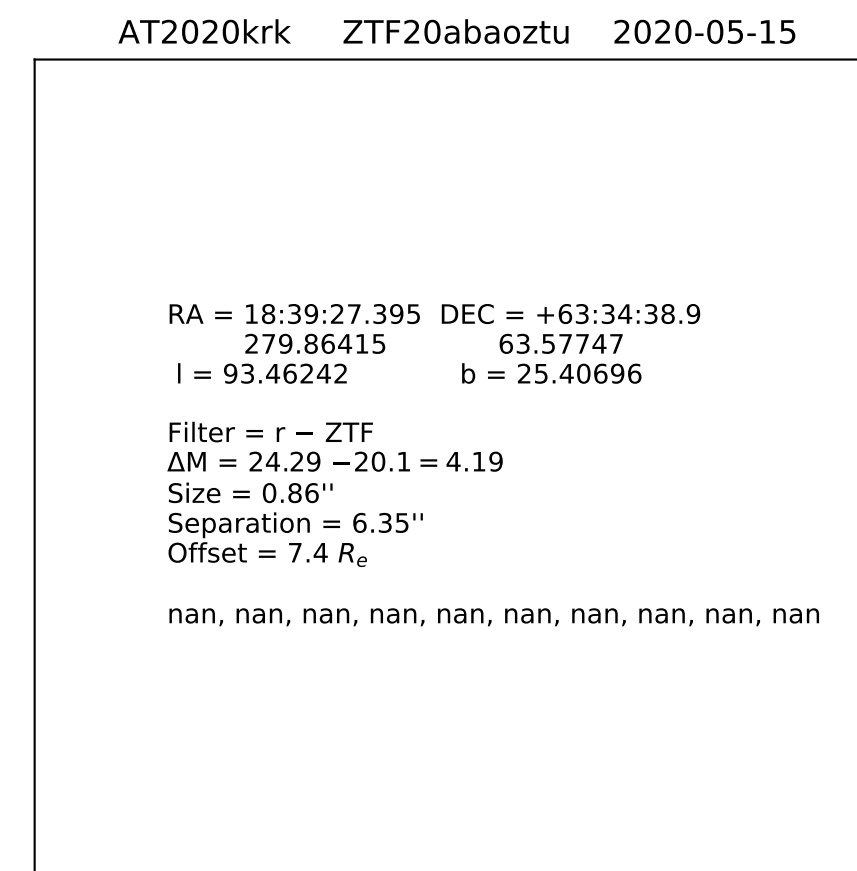 AT2020krk ZTF20abaoztu 2020-05-15
RA = 18:39:27.395 DEC = +63:34:38.9
279.86415 63.57747
l = 93.46242 b = 25.40696
Filter = r − ZTF
ΔM = 24.29 −20.1 = 4.19
Size = 0.86''
Separation = 6.35''
Offset = 7.4 Rₑ
nan, nan, nan, nan, nan, nan, nan, nan, nan, nan